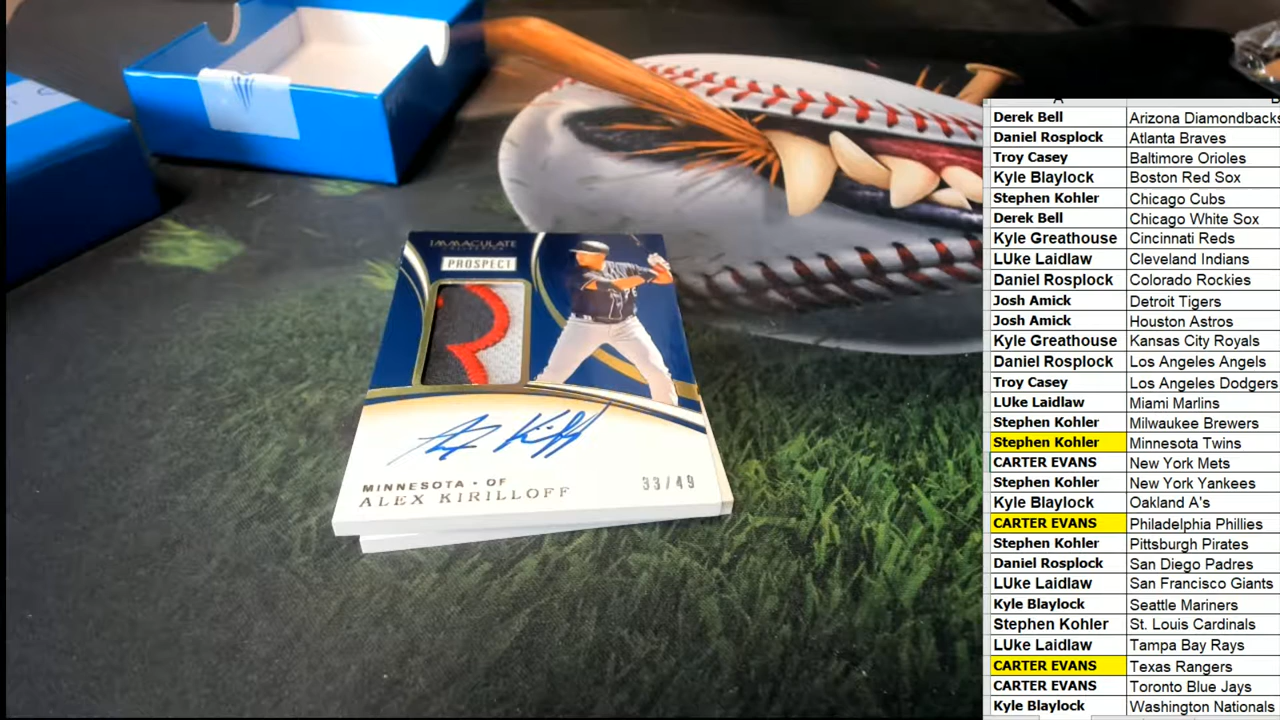 IMMACULATE
COLLECTION
PROSPECT
MINNESOTA • OF
ALEX KIRILLOFF
33/49
A
Derek Bell Arizona Diamondbacks
Daniel Rosplock Atlanta Braves
Troy Casey Baltimore Orioles
Kyle Blaylock Boston Red Sox
Stephen Kohler Chicago Cubs
Derek Bell Chicago White Sox
Kyle Greathouse Cincinnati Reds
LUke Laidlaw Cleveland Indians
Daniel Rosplock Colorado Rockies
Josh Amick Detroit Tigers
Josh Amick Houston Astros
Kyle Greathouse Kansas City Royals
Daniel Rosplock Los Angeles Angels
Troy Casey Los Angeles Dodgers
LUke Laidlaw Miami Marlins
Stephen Kohler Milwaukee Brewers
Stephen Kohler Minnesota Twins
CARTER EVANS New York Mets
Stephen Kohler New York Yankees
Kyle Blaylock Oakland A's
CARTER EVANS Philadelphia Phillies
Stephen Kohler Pittsburgh Pirates
Daniel Rosplock San Diego Padres
LUke Laidlaw San Francisco Giants
Kyle Blaylock Seattle Mariners
Stephen Kohler St. Louis Cardinals
LUke Laidlaw Tampa Bay Rays
CARTER EVANS Texas Rangers
CARTER EVANS Toronto Blue Jays
Kyle Blaylock Washington Nationals